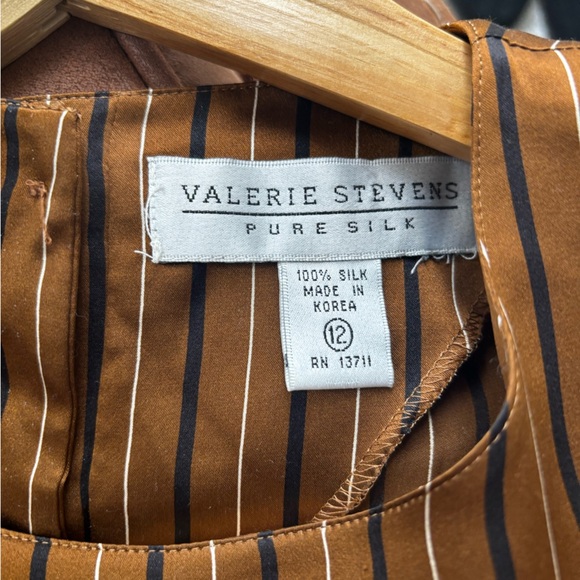 VALERIE STEVENS
PURE SILK
100% SILK
MADE IN
KOREA
12
RN 13711